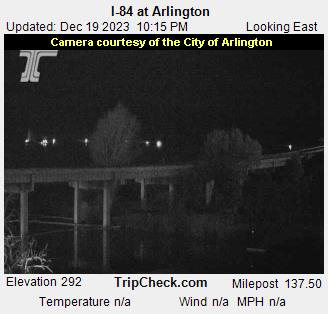 I-84 at Arlington
Updated: Dec 19 2023 10:15 PM Looking East
Camera courtesy of the City of Arlington
Elevation 292 TripCheck.com Milepost 137.50
Temperature n/a Wind n/a MPH n/a